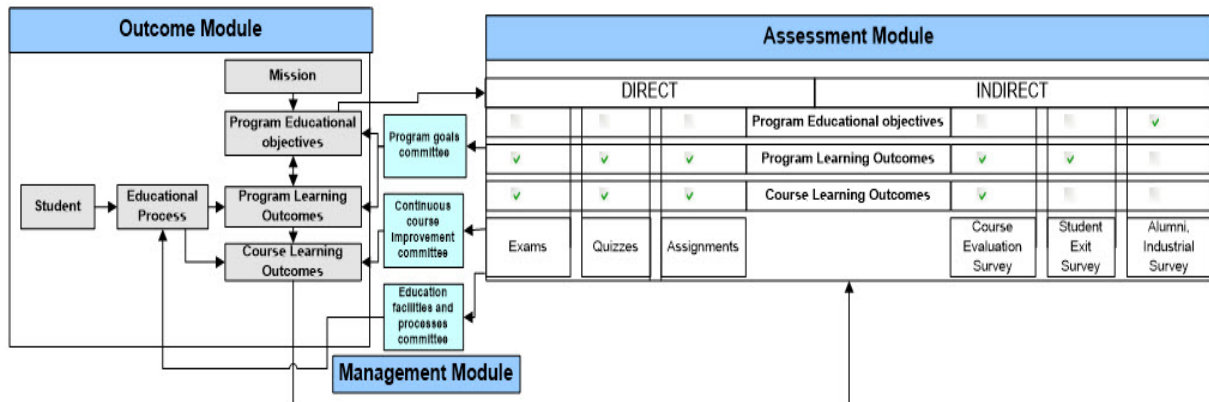 Outcome Module
Mission
Program Educational
objectives
Student
Educational
Process
Program Learning
Outcomes
Course Learning
Outcomes
Program goals
committee
Continuous
course
improvement
committee
Education
facilities and
processes
committee
Management Module
Assessment Module
DIRECT
INDIRECT
Program Educational objectives
Program Learning Outcomes
Course Learning Outcomes
Exams
Quizzes
Assignments
Course
Evaluation
Survey
Student
Exit
Survey
Alumni,
Industrial
Survey